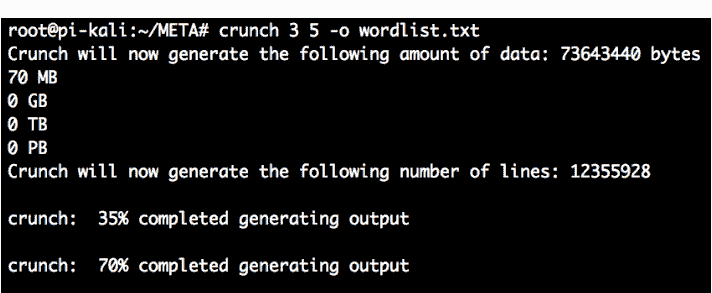 root@pi-kali:~/META# crunch 3 5 -o wordlist.txt
Crunch will now generate the following amount of data: 73643440 bytes
70 MB
0 GB
0 TB
0 PB
Crunch will now generate the following number of lines: 12355928
crunch:  35% completed generating output
crunch:  70% completed generating output